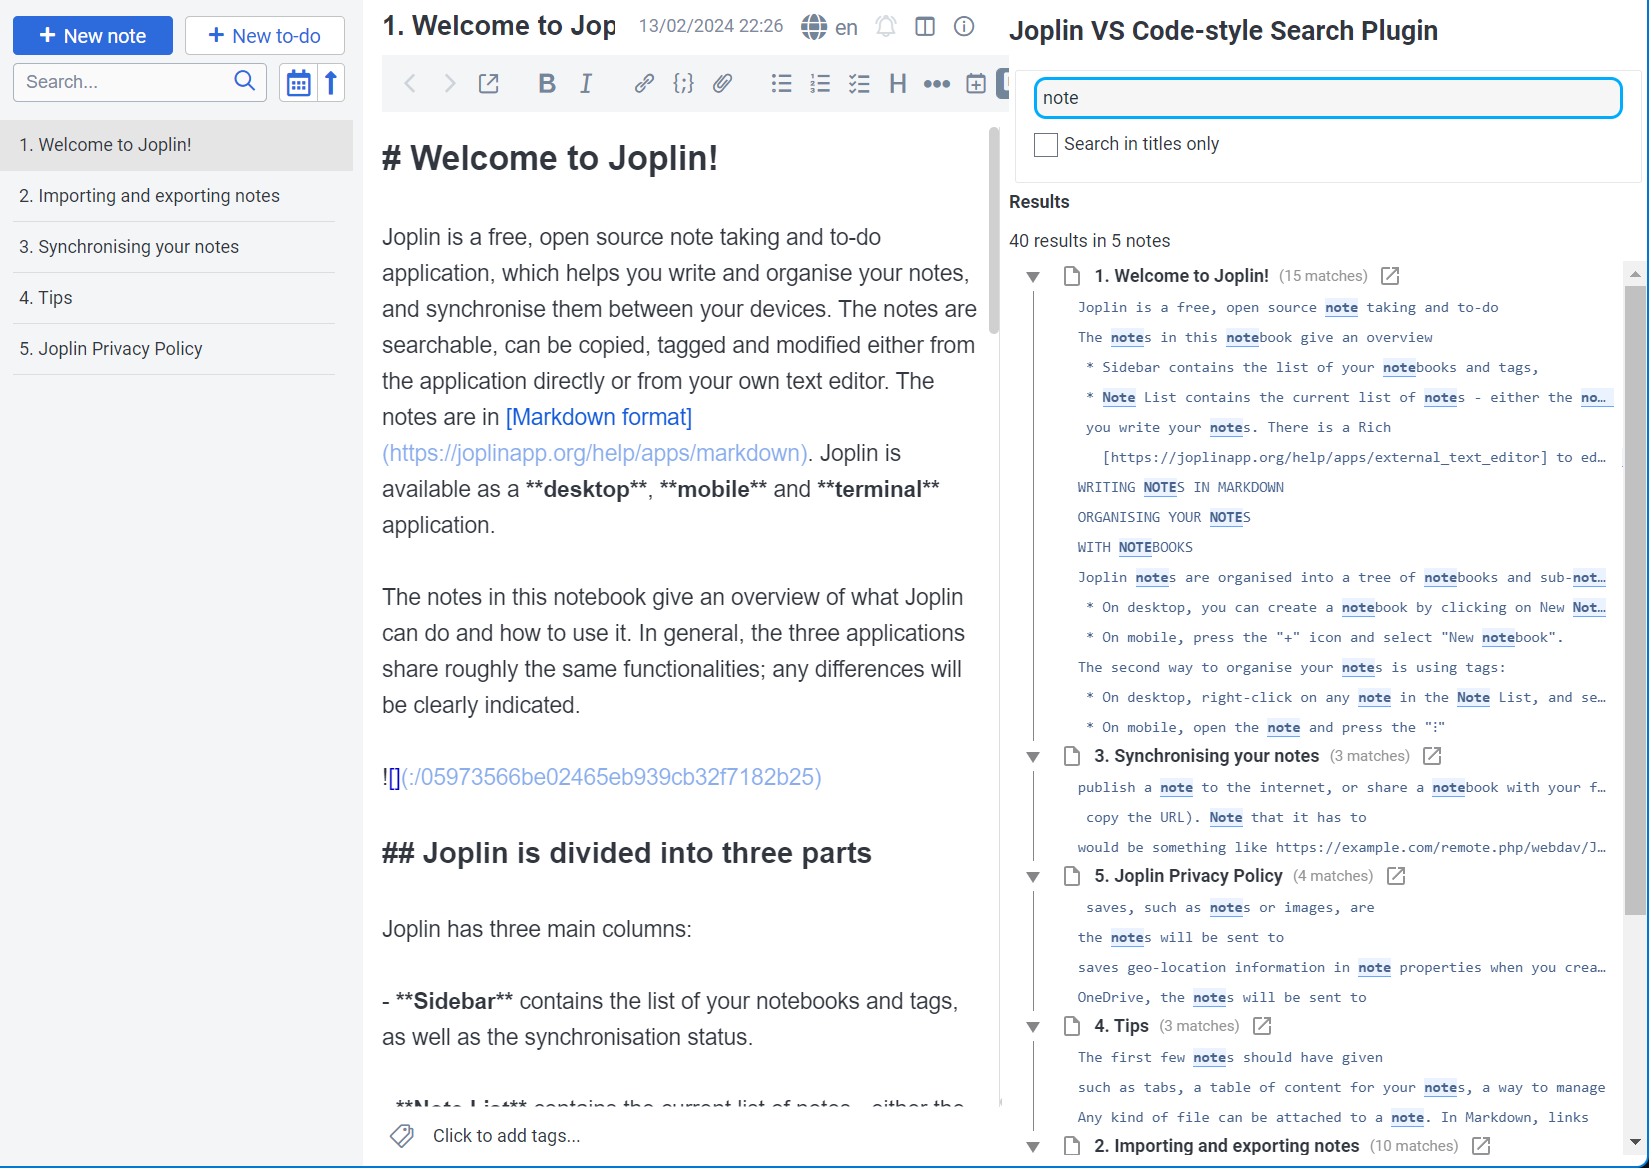 New note
New to-do
Search...
1. Welcome to Joplin!
2. Importing and exporting notes
3. Synchronising your notes
4. Tips
5. Joplin Privacy Policy
1. Welcome to Jop
13/02/2024 22:26
en
# Welcome to Joplin!
Joplin is a free, open source note taking and to-do
application, which helps you write and organise your notes,
and synchronise them between your devices. The notes are
searchable, can be copied, tagged and modified either from
the application directly or from your own text editor. The
notes are in [Markdown format]
(https://joplinapp.org/help/apps/markdown). Joplin is
available as a **desktop**, **mobile** and **terminal**
application.
The notes in this notebook give an overview of what Joplin
can do and how to use it. In general, the three applications
share roughly the same functionalities; any differences will
be clearly indicated.
![](:/05973566be02465eb939cb32f7182b25)
## Joplin is divided into three parts
Joplin has three main columns:
- **Sidebar** contains the list of your notebooks and tags,
as well as the synchronisation status.
- **Note List** contains the current list of notes - either the
Click to add tags...
Joplin VS Code-style Search Plugin
note
Search in titles only
Results
40 results in 5 notes
1. Welcome to Joplin! (15 matches)
Joplin is a free, open source note taking and to-do
The notes in this notebook give an overview
* Sidebar contains the list of your notebooks and tags,
* Note List contains the current list of notes - either the no…
you write your notes. There is a Rich
[https://joplinapp.org/help/apps/external_text_editor] to ed…
WRITING NOTES IN MARKDOWN
ORGANISING YOUR NOTES
WITH NOTEBOOKS
Joplin notes are organised into a tree of notebooks and sub-not…
* On desktop, you can create a notebook by clicking on New Not…
* On mobile, press the "+" icon and select "New notebook".
The second way to organise your notes is using tags:
* On desktop, right-click on any note in the Note List, and se…
* On mobile, open the note and press the "⋮"
3. Synchronising your notes (3 matches)
publish a note to the internet, or share a notebook with your f…
copy the URL). Note that it has to
would be something like https://example.com/remote.php/webdav/J…
5. Joplin Privacy Policy (4 matches)
saves, such as notes or images, are
the notes will be sent to
saves geo-location information in note properties when you crea…
OneDrive, the notes will be sent to
4. Tips (3 matches)
The first few notes should have given
such as tabs, a table of content for your notes, a way to manage
Any kind of file can be attached to a note. In Markdown, links
2. Importing and exporting notes (10 matches)